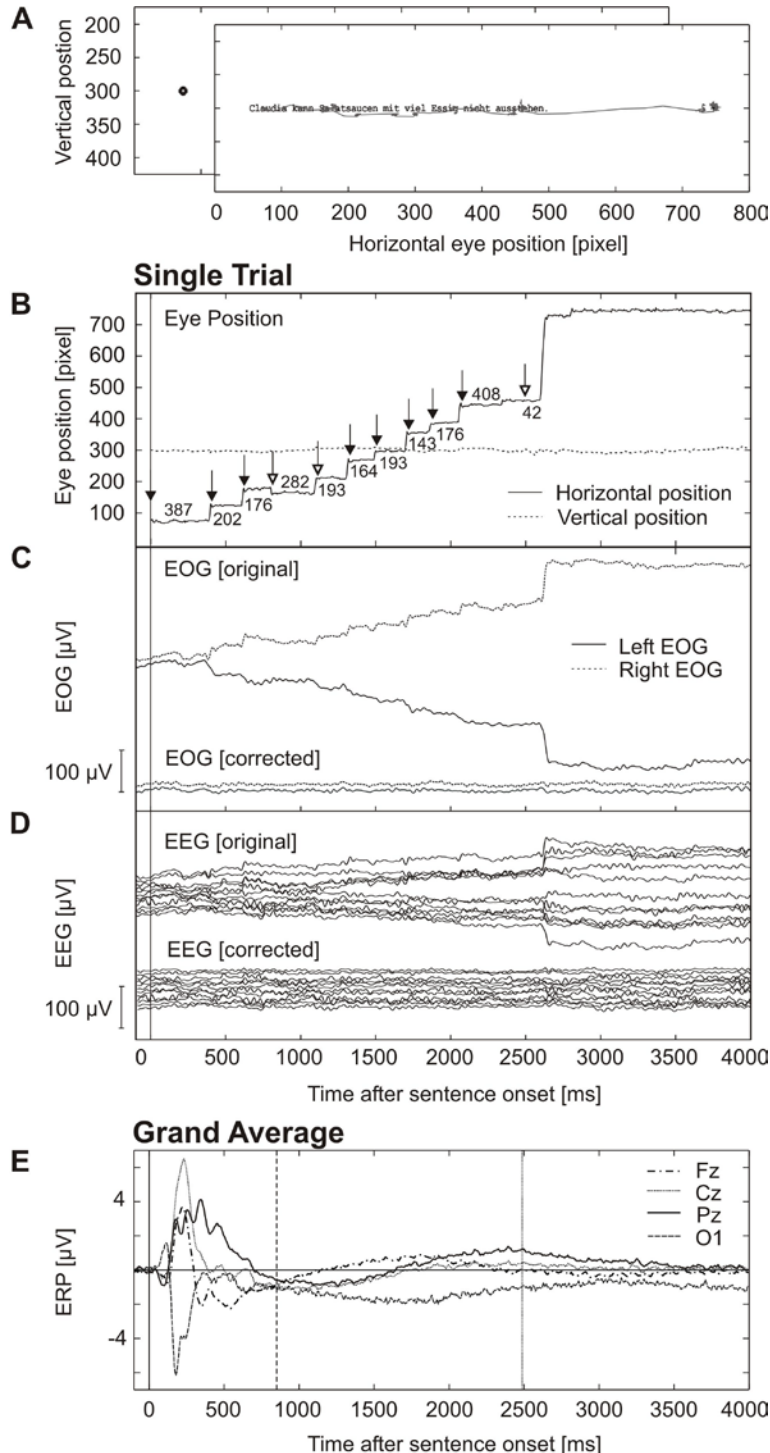 A
Vertical postion
200
250
300
350
400
Claudia kann Salatsaucen mit viel Essig nicht ausstehen.
0 100 200 300 400 500 600 700 800
Horizontal eye position [pixel]
Single Trial
B
Eye Position
Eye position [pixel]
700
600
500
400
300
200
100
387 202 176 282 193 164 193 143 176 408 42
Horizontal position
Vertical position
C
EOG [original]
EOG [µV]
Left EOG
Right EOG
EOG [corrected]
100 µV
D
EEG [original]
EEG [µV]
EEG [corrected]
100 µV
0 500 1000 1500 2000 2500 3000 3500 4000
Time after sentence onset [ms]
Grand Average
E
ERP [µV]
4
-4
Fz
Cz
Pz
O1
0 500 1000 1500 2000 2500 3000 3500 4000
Time after sentence onset [ms]